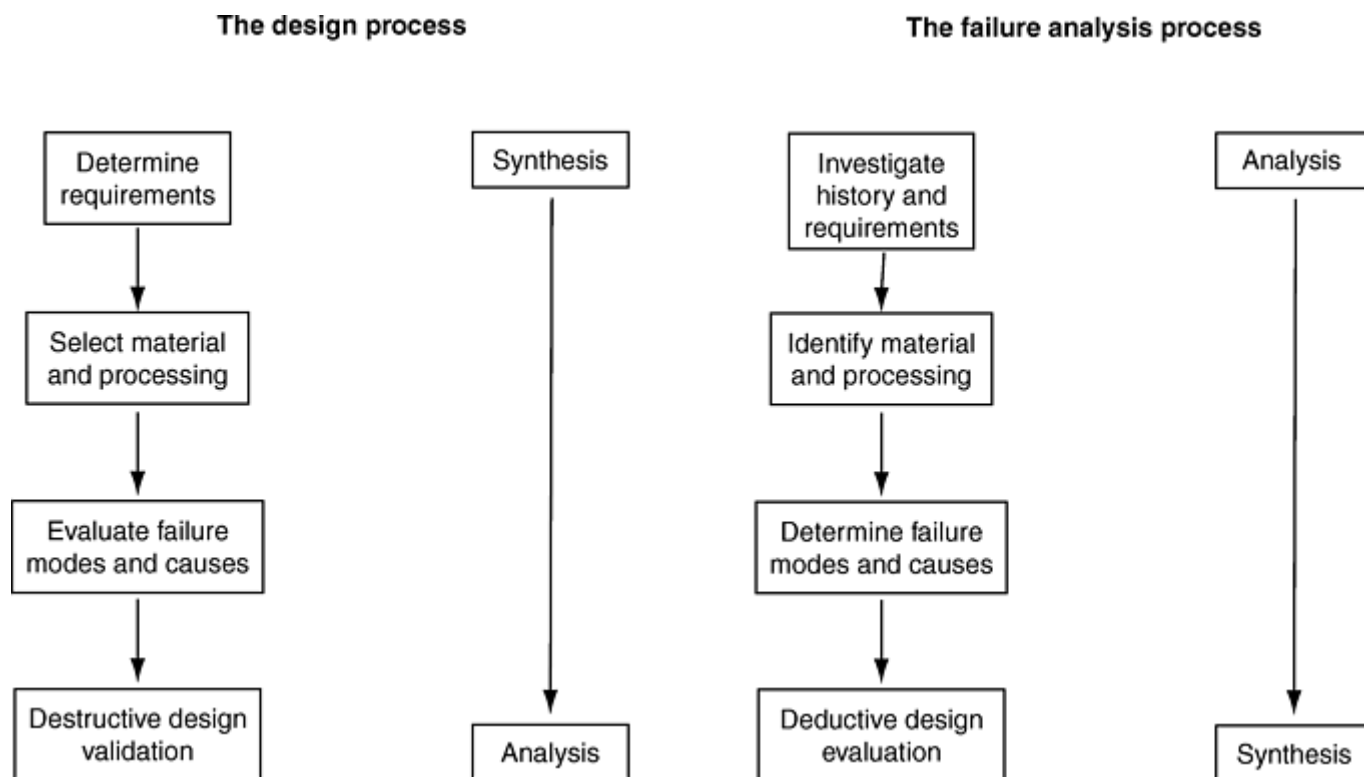 The design process
Determine
requirements
Select material
and processing
Evaluate failure
modes and causes
Destructive design
validation
Synthesis
Analysis
The failure analysis process
Investigate
history and
requirements
Identify material
and processing
Determine failure
modes and causes
Deductive design
evaluation
Analysis
Synthesis